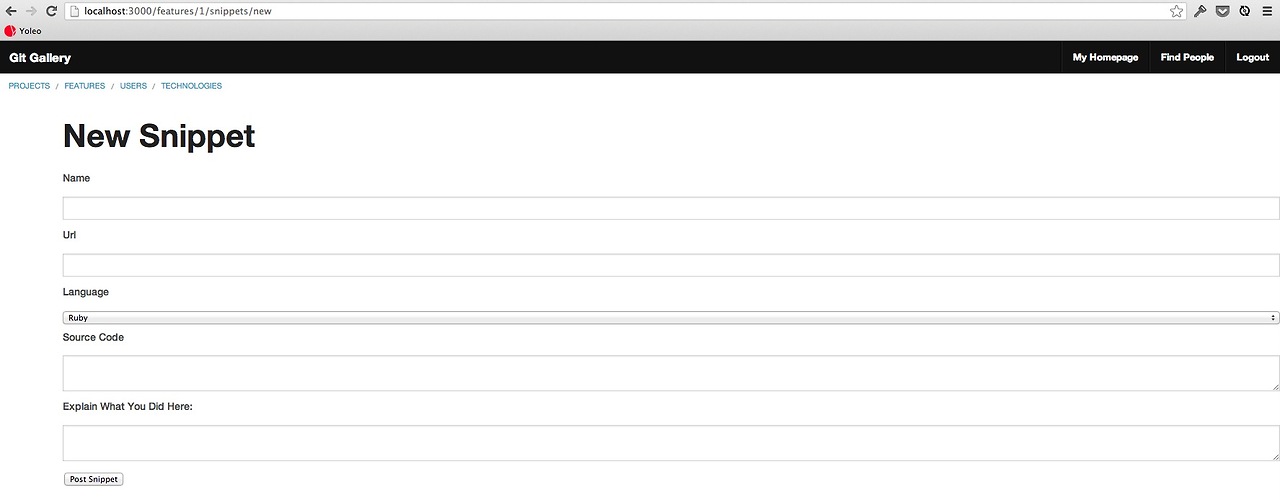 localhost:3000/features/1/snippets/new
Yoleo
Git Gallery My Homepage Find People Logout
PROJECTS / FEATURES / USERS / TECHNOLOGIES
New Snippet
Name
Url
Language
Ruby
Source Code
Explain What You Did Here:
Post Snippet